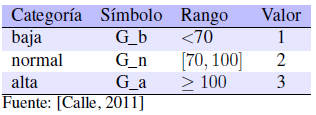 Categoría Símbolo Rango Valor
baja G_b <70 1
normal G_n [70, 100] 2
alta G_a ≥ 100 3
Fuente: [Calle, 2011]